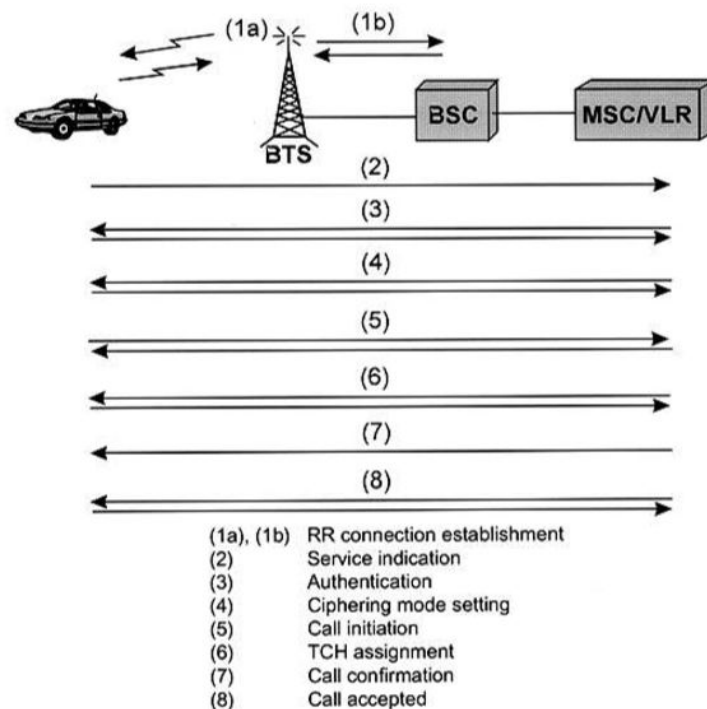 (1a) (1b)
BSC MSC/VLR
BTS
(2)
(3)
(4)
(5)
(6)
(7)
(8)
(1a), (1b) RR connection establishment
(2) Service indication
(3) Authentication
(4) Ciphering mode setting
(5) Call initiation
(6) TCH assignment
(7) Call confirmation
(8) Call accepted